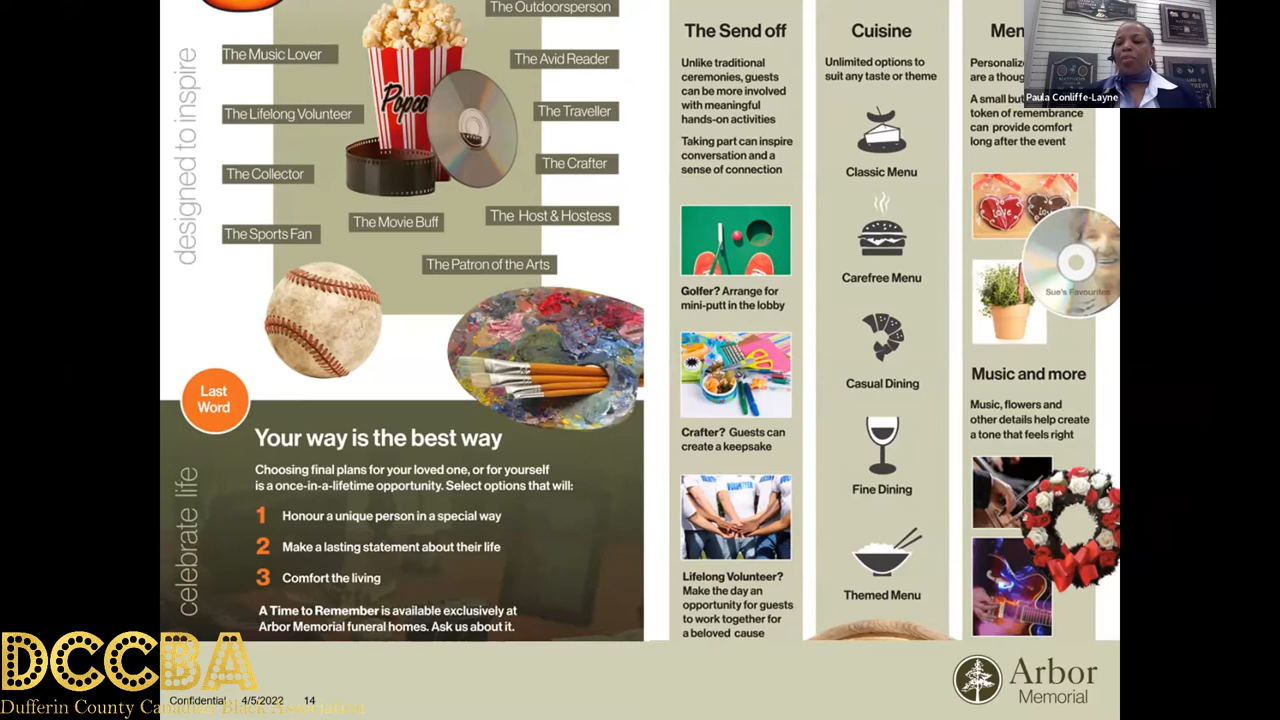 The Outdoorsperson
The Music Lover
The Avid Reader
The Lifelong Volunteer
The Traveller
The Collector
The Crafter
The Movie Buff
The Host & Hostess
The Sports Fan
The Patron of the Arts
designed to inspire
Popco
Last
Word
Your way is the best way
Choosing final plans for your loved one, or for yourself
is a once-in-a-lifetime opportunity. Select options that will:
1 Honour a unique person in a special way
2 Make a lasting statement about their life
3 Comfort the living
A Time to Remember is available exclusively at
Arbor Memorial funeral homes. Ask us about it.
celebrate life
The Send off
Unlike traditional
ceremonies, guests
can be more involved
with meaningful
hands-on activities
Taking part can inspire
conversation and a
sense of connection
Golfer? Arrange for
mini-putt in the lobby
Crafter? Guests can
create a keepsake
VOLUNTEER
Lifelong Volunteer?
Make the day an
opportunity for guests
to work together for
a beloved cause
Cuisine
Unlimited options to
suit any taste or theme
Classic Menu
Carefree Menu
Casual Dining
Fine Dining
Themed Menu
Men
Personaliz
are a thoug
A small but
token of remembrance
can provide comfort
long after the event
Love
Sue's Favourites
Music and more
Music, flowers and
other details help create
a tone that feels right
Paula Conliffe-Layne
Arbor
Memorial
DCCBA
Dufferin County Canadian Black Association
Confidential 4/5/2022 14